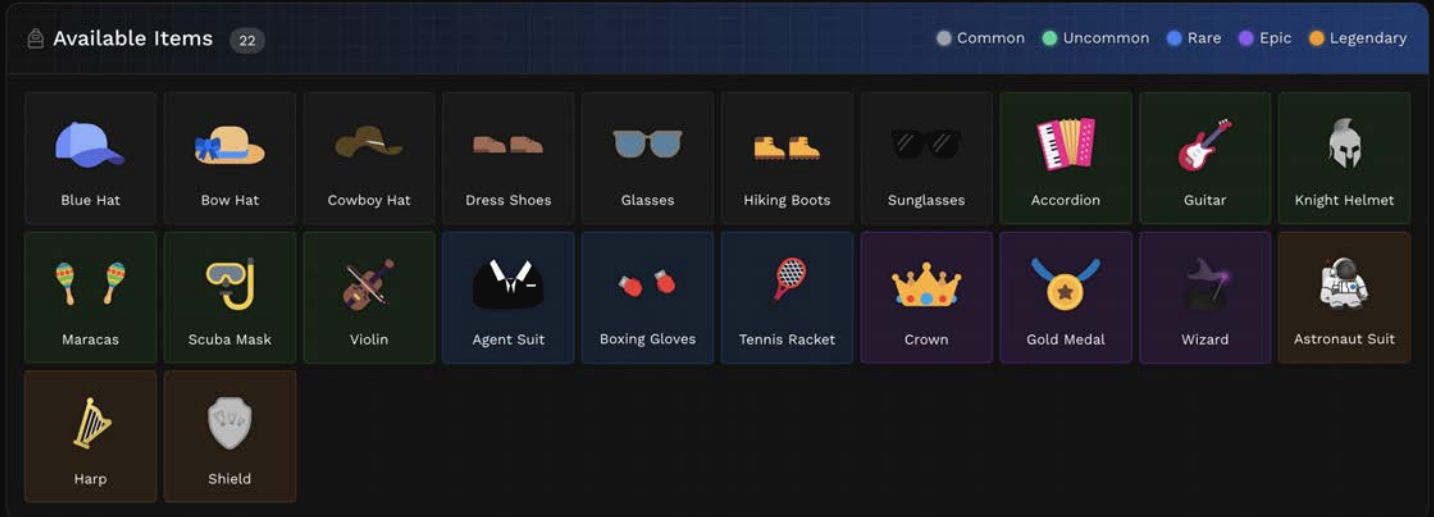 Available Items 22 Common Uncommon Rare Epic Legendary
Blue Hat Bow Hat Cowboy Hat Dress Shoes Glasses Hiking Boots Sunglasses Accordion Guitar Knight Helmet
Maracas Scuba Mask Violin Agent Suit Boxing Gloves Tennis Racket Crown Gold Medal Wizard Astronaut Suit
Harp Shield